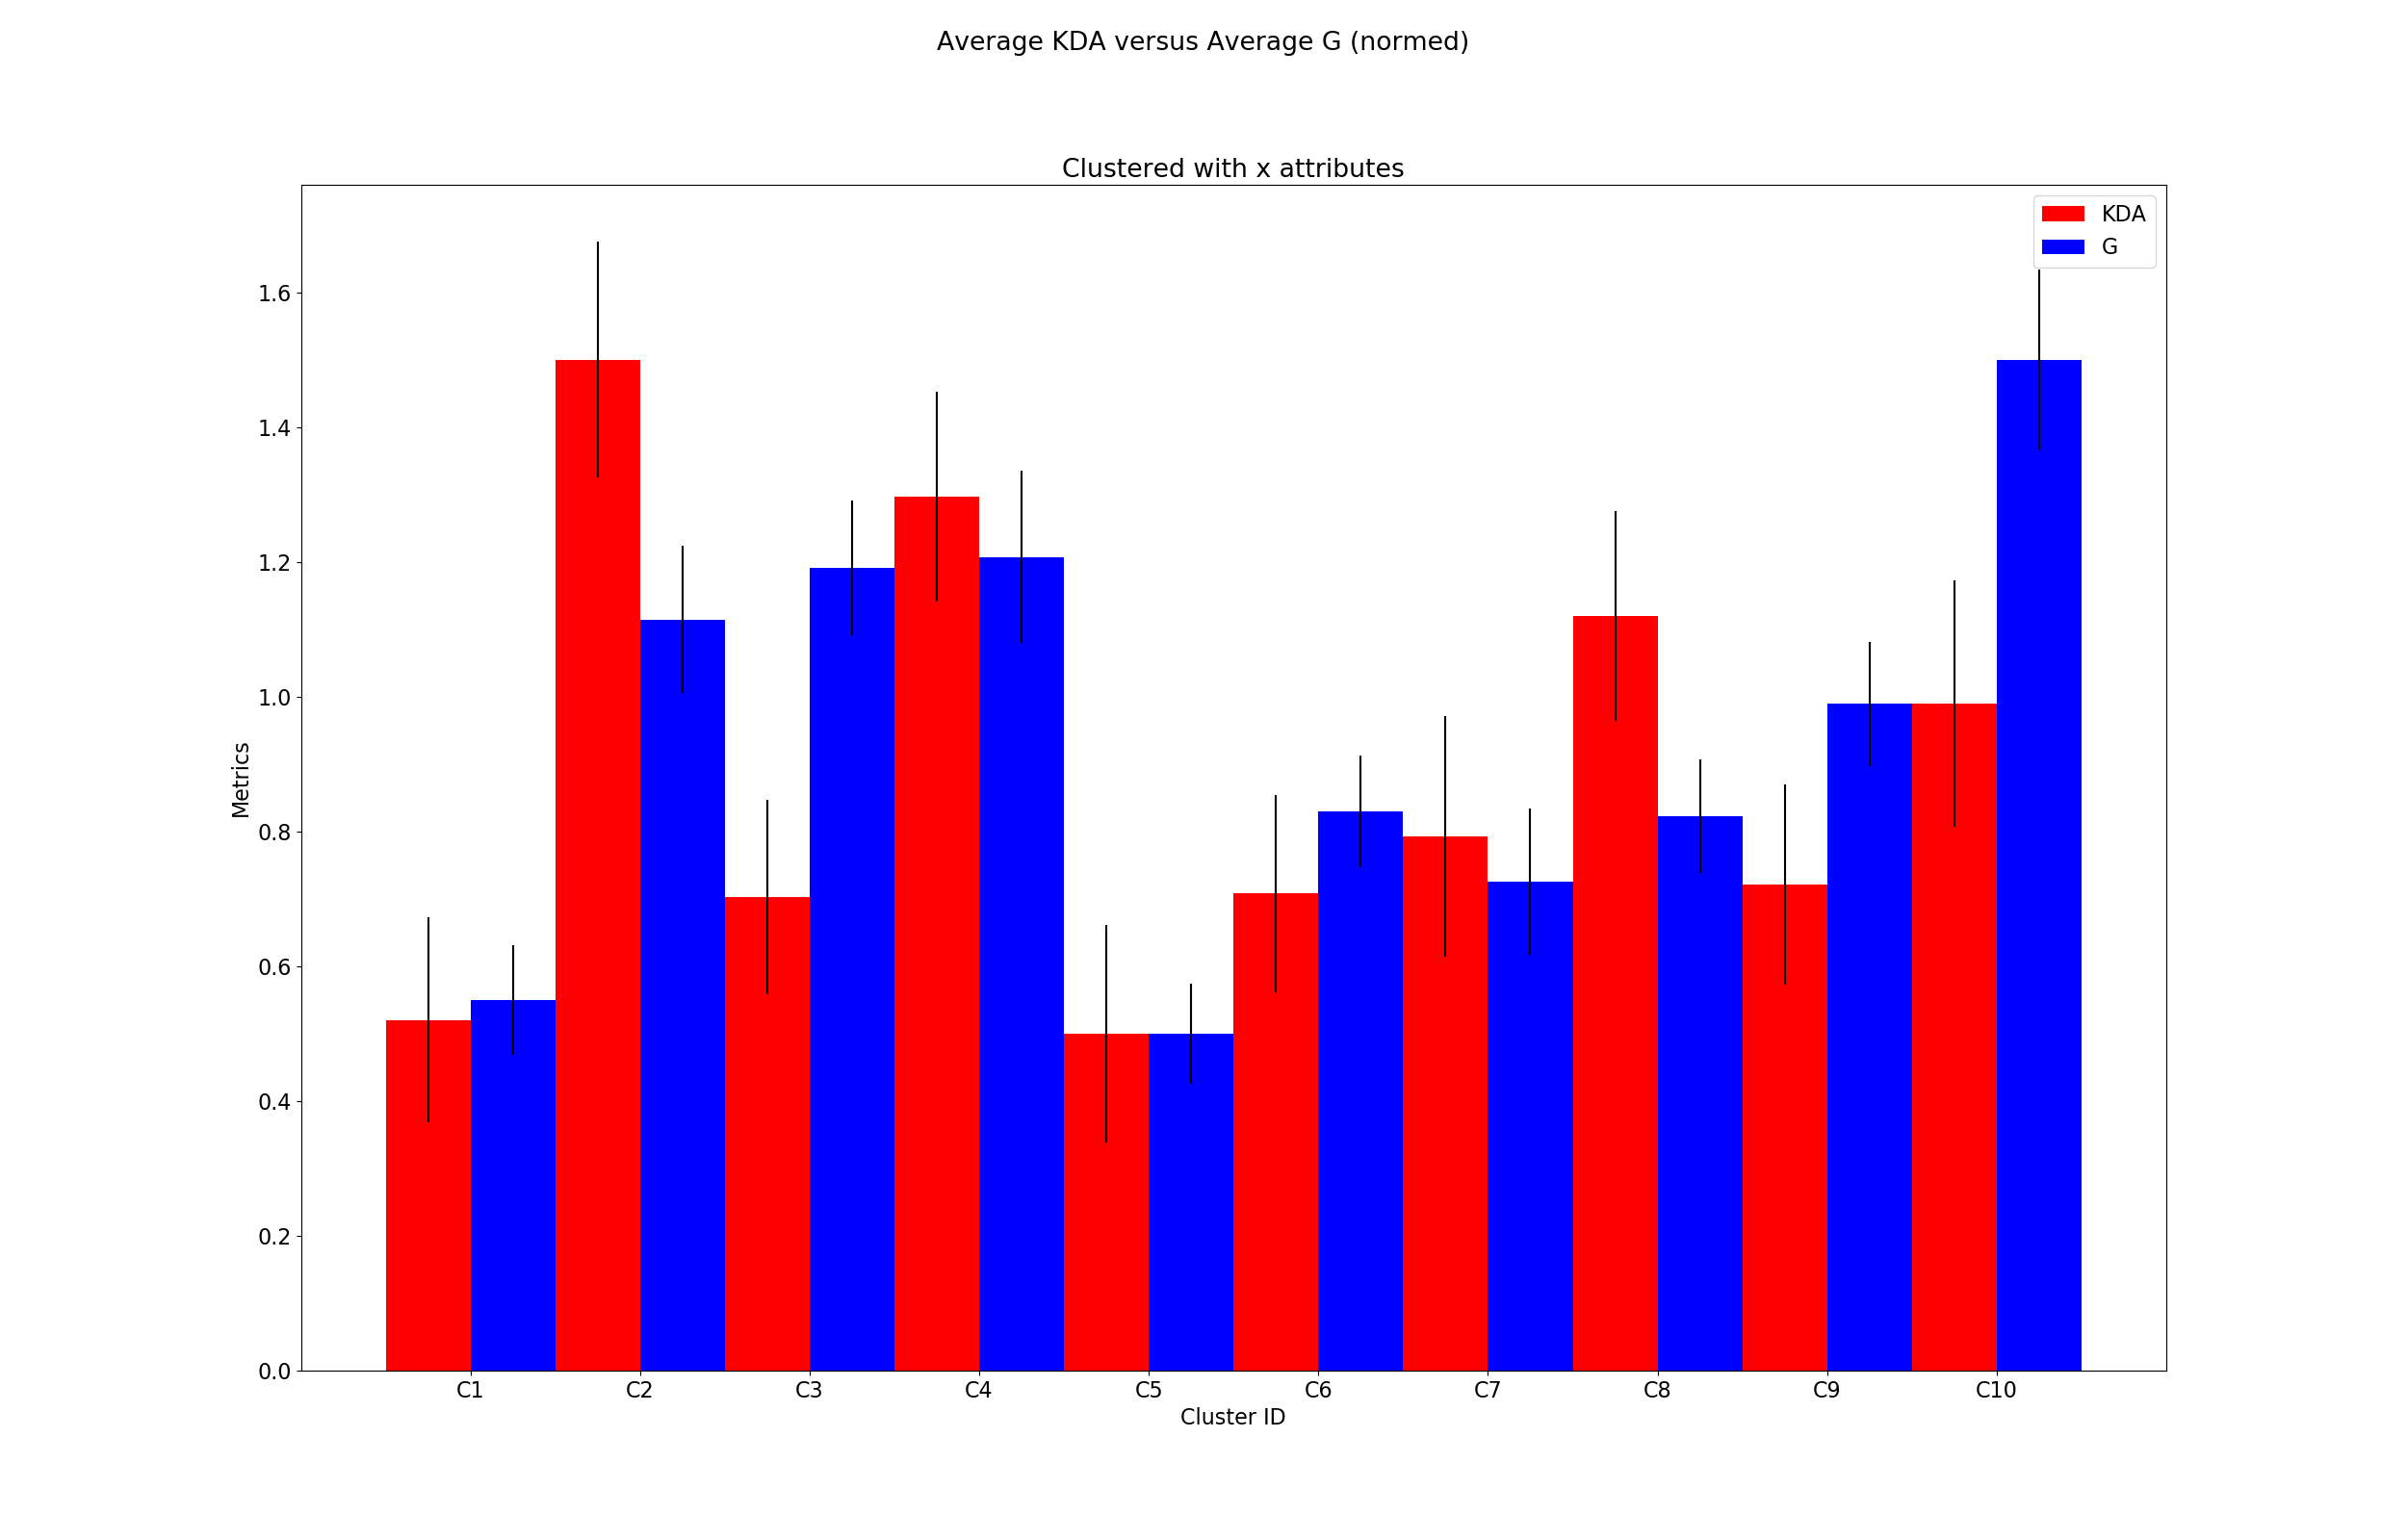 Average KDA versus Average G (normed)
Clustered with x attributes
KDA
G
1.6
1.4
1.2
1.0
0.8
0.6
0.4
0.2
0.0
Metrics
C1 C2 C3 C4 C5 C6 C7 C8 C9 C10
Cluster ID